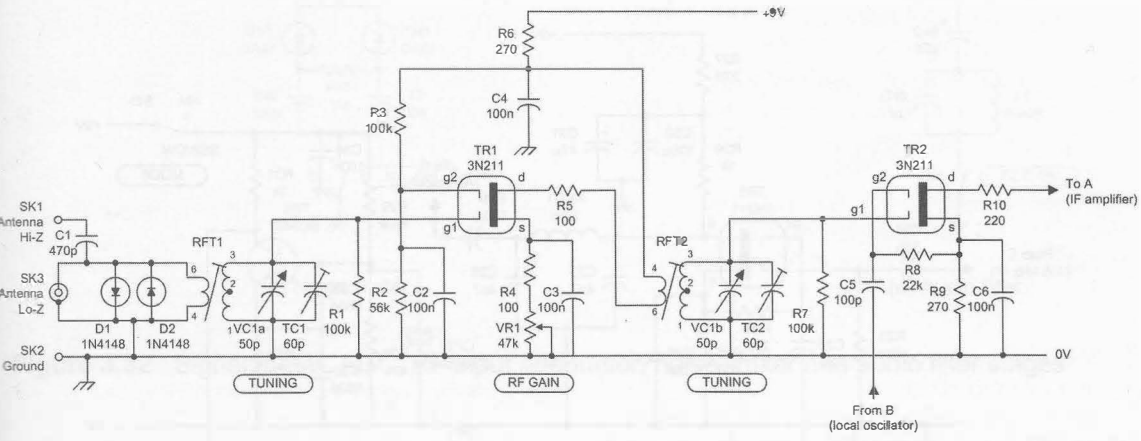 +9V
R6
270
C4
100n
R3
100k
TR1
3N211
g2
d
g1
s
R5
100
TR2
3N211
g2
d
g1
s
R10
220
To A
(IF amplifier)
SK1
Antenna
Hi-Z
C1
470p
SK3
Antenna
Lo-Z
SK2
Ground
D1
1N4148
D2
1N4148
RFT1
6
4
3
2
1
VC1a
50p
TC1
60p
R1
100k
R2
56k
C2
100n
R4
100
VR1
47k
C3
100n
RFT2
4
6
3
2
1
VC1b
50p
TC2
60p
R7
100k
C5
100p
R8
22k
R9
270
C6
100n
0V
TUNING
RF GAIN
TUNING
From B
(local oscillator)